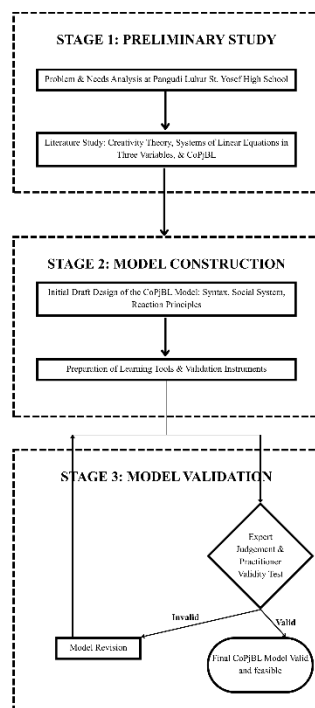 STAGE 1: PRELIMINARY STUDY
Problem & Needs Analysis at Pangudi Luhur St. Yosef High School
Literature Study: Creativity Theory, Systems of Linear Equations in
Three Variables, & CoPjBL
STAGE 2: MODEL CONSTRUCTION
Initial Draft Design of the CoPjBL Model: Syntax, Social System,
Reaction Principles
Preparation of Learning Tools & Validation Instruments
STAGE 3: MODEL VALIDATION
Expert
Judgement &
Practitioner
Validity Test
Invalid
Valid
Model Revision
Final CoPjBL Model Valid
and feasible